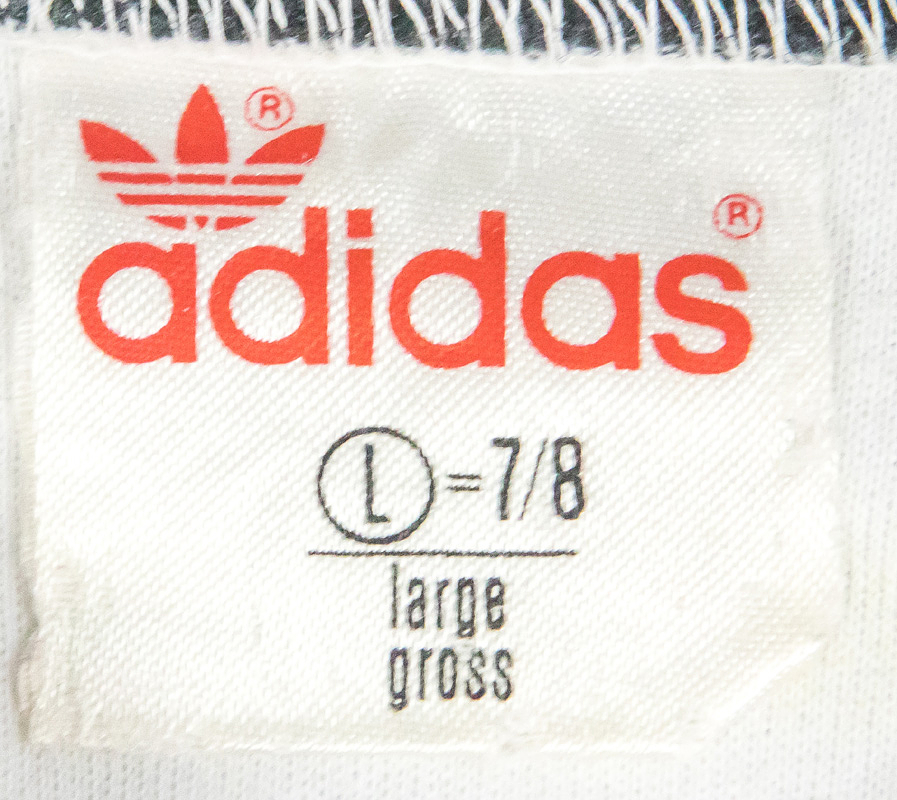 ®
adidas®
L = 7/8
large
gross